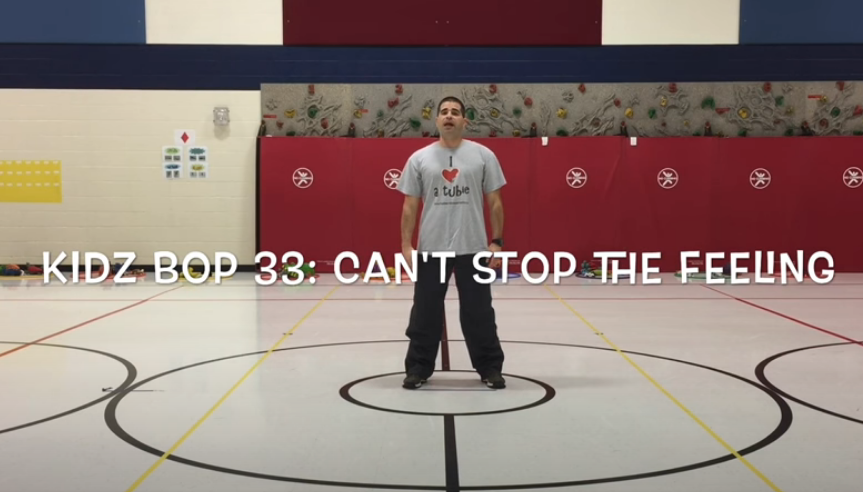 I
a tubie
KIDZ BOP 33: CAN'T STOP THE FEELING